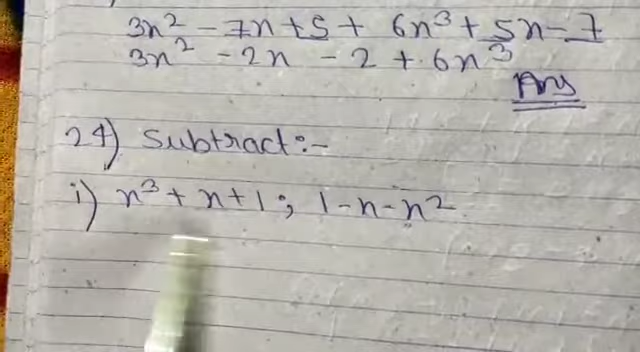 3n² - 7n + 5 + 6n³ + 5n - 7
3n² - 2n - 2 + 6n³
Ans
24) Subtract:-
i) n³ + n + 1 ; 1 - n - n²